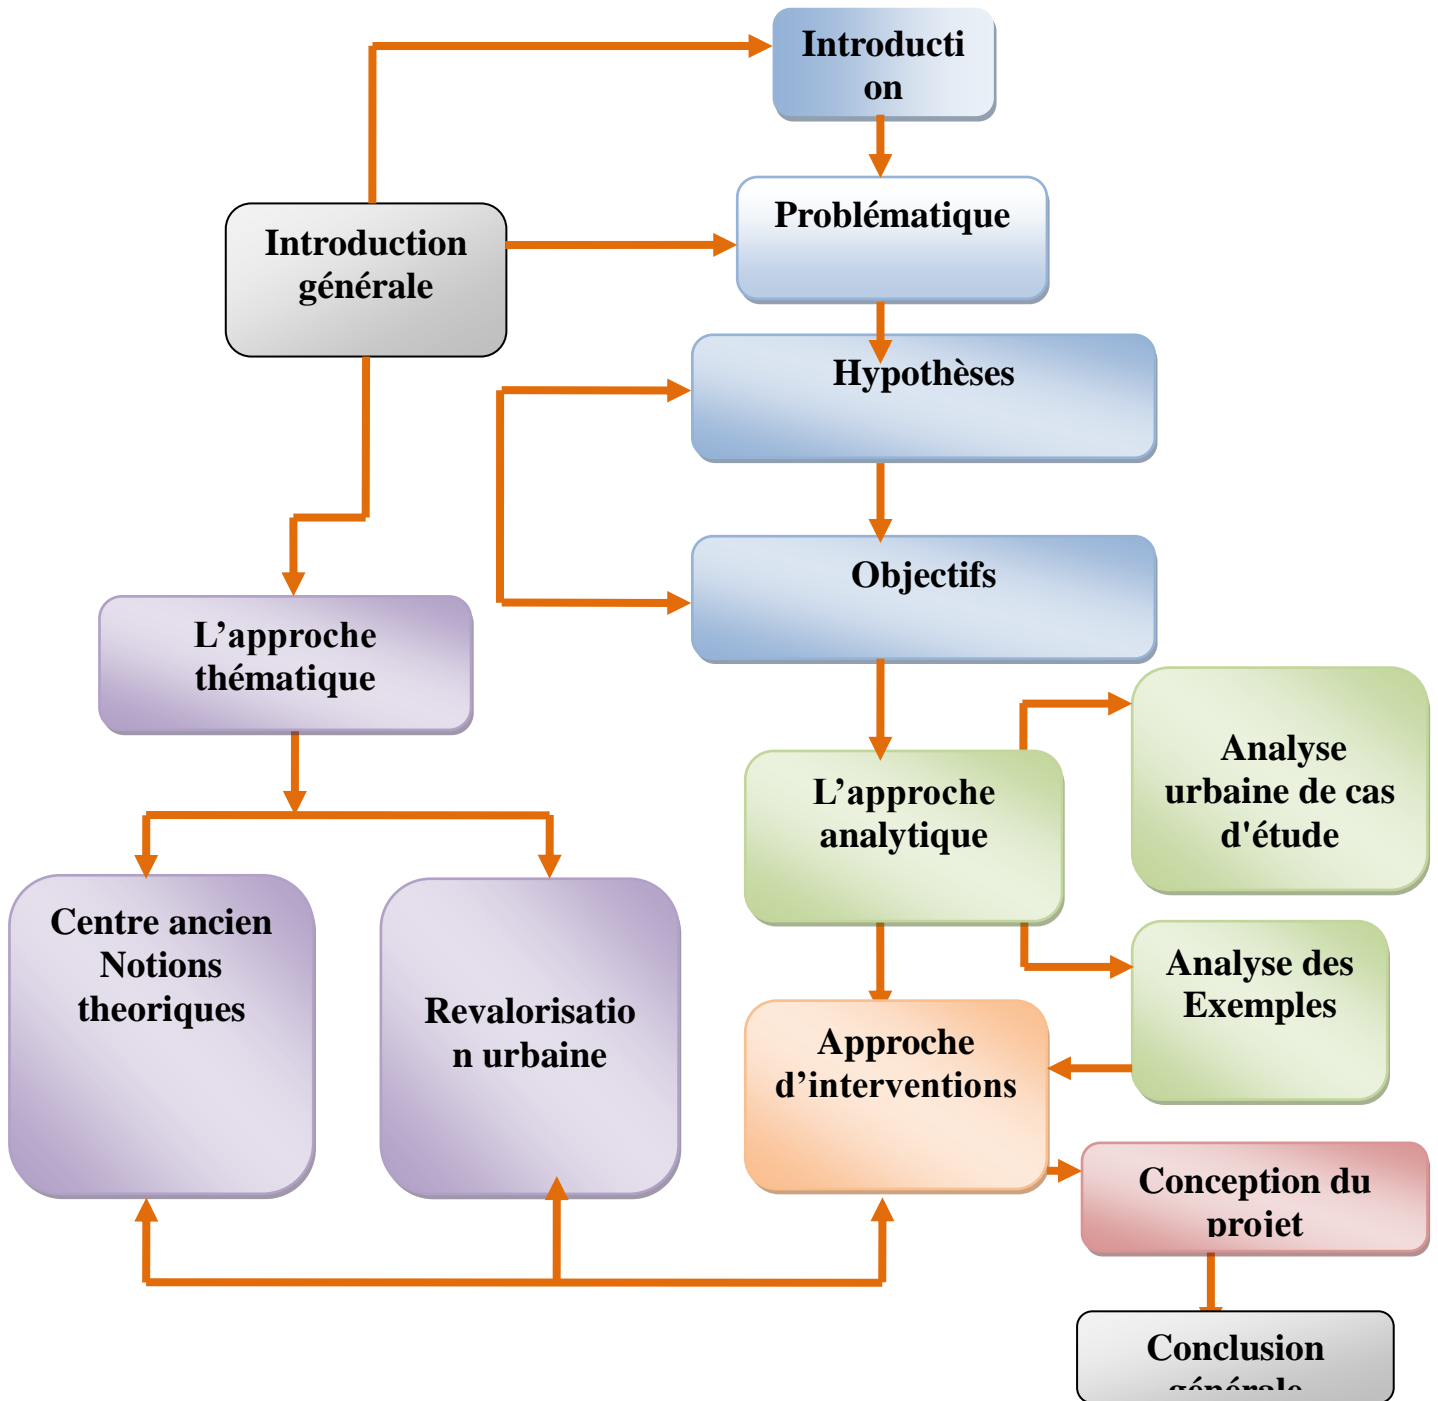 Introducti
on
Problématique
Introduction
générale
Hypothèses
Objectifs
L’approche
thématique
L’approche
analytique
Analyse
urbaine de cas
d'étude
Centre ancien
Notions
theoriques
Revalorisatio
n urbaine
Analyse des
Exemples
Approche
d’interventions
Conception du
projet
Conclusion
générale